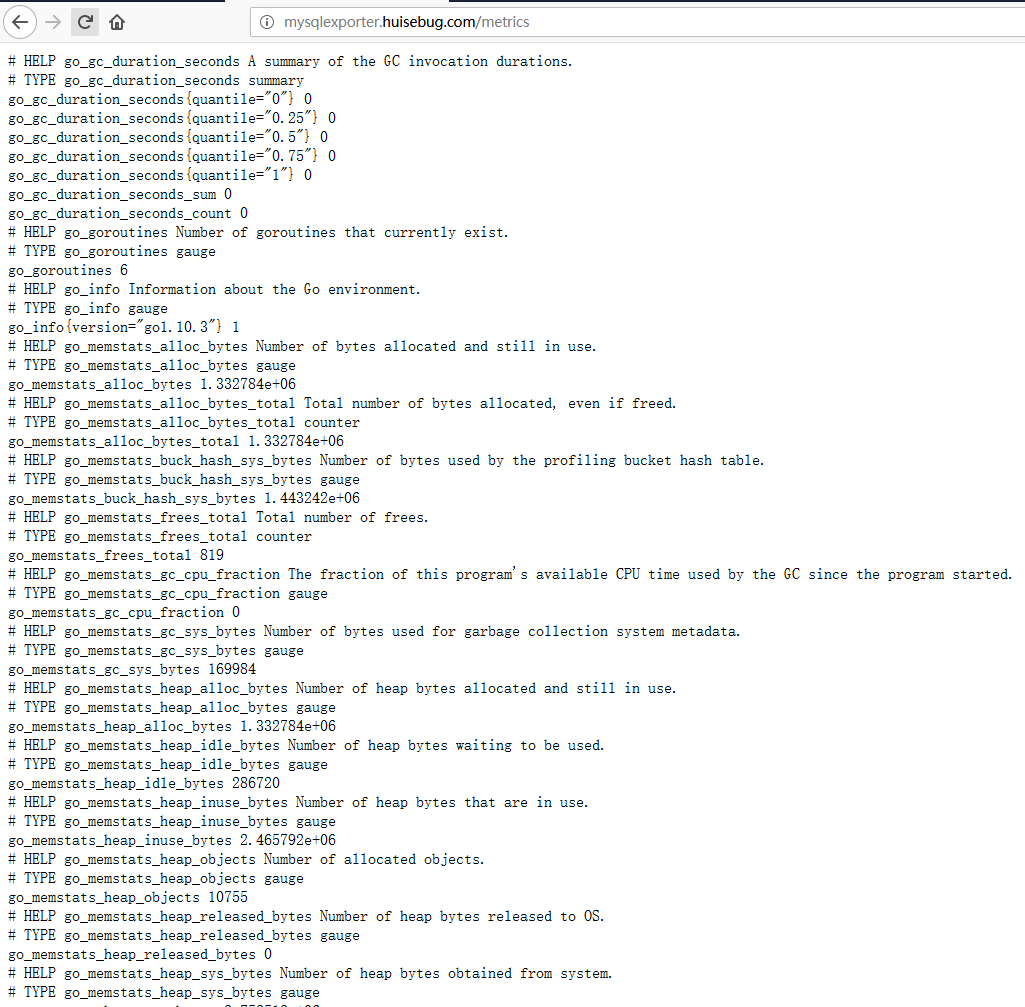 mysqlexporter.huisebug.com/metrics
# HELP go_gc_duration_seconds A summary of the GC invocation durations.
# TYPE go_gc_duration_seconds summary
go_gc_duration_seconds{quantile="0"} 0
go_gc_duration_seconds{quantile="0.25"} 0
go_gc_duration_seconds{quantile="0.5"} 0
go_gc_duration_seconds{quantile="0.75"} 0
go_gc_duration_seconds{quantile="1"} 0
go_gc_duration_seconds_sum 0
go_gc_duration_seconds_count 0
# HELP go_goroutines Number of goroutines that currently exist.
# TYPE go_goroutines gauge
go_goroutines 6
# HELP go_info Information about the Go environment.
# TYPE go_info gauge
go_info{version="go1.10.3"} 1
# HELP go_memstats_alloc_bytes Number of bytes allocated and still in use.
# TYPE go_memstats_alloc_bytes gauge
go_memstats_alloc_bytes 1.332784e+06
# HELP go_memstats_alloc_bytes_total Total number of bytes allocated, even if freed.
# TYPE go_memstats_alloc_bytes_total counter
go_memstats_alloc_bytes_total 1.332784e+06
# HELP go_memstats_buck_hash_sys_bytes Number of bytes used by the profiling bucket hash table.
# TYPE go_memstats_buck_hash_sys_bytes gauge
go_memstats_buck_hash_sys_bytes 1.443242e+06
# HELP go_memstats_frees_total Total number of frees.
# TYPE go_memstats_frees_total counter
go_memstats_frees_total 819
# HELP go_memstats_gc_cpu_fraction The fraction of this program's available CPU time used by the GC since the program started.
# TYPE go_memstats_gc_cpu_fraction gauge
go_memstats_gc_cpu_fraction 0
# HELP go_memstats_gc_sys_bytes Number of bytes used for garbage collection system metadata.
# TYPE go_memstats_gc_sys_bytes gauge
go_memstats_gc_sys_bytes 169984
# HELP go_memstats_heap_alloc_bytes Number of heap bytes allocated and still in use.
# TYPE go_memstats_heap_alloc_bytes gauge
go_memstats_heap_alloc_bytes 1.332784e+06
# HELP go_memstats_heap_idle_bytes Number of heap bytes waiting to be used.
# TYPE go_memstats_heap_idle_bytes gauge
go_memstats_heap_idle_bytes 286720
# HELP go_memstats_heap_inuse_bytes Number of heap bytes that are in use.
# TYPE go_memstats_heap_inuse_bytes gauge
go_memstats_heap_inuse_bytes 2.465792e+06
# HELP go_memstats_heap_objects Number of allocated objects.
# TYPE go_memstats_heap_objects gauge
go_memstats_heap_objects 10755
# HELP go_memstats_heap_released_bytes Number of heap bytes released to OS.
# TYPE go_memstats_heap_released_bytes gauge
go_memstats_heap_released_bytes 0
# HELP go_memstats_heap_sys_bytes Number of heap bytes obtained from system.
# TYPE go_memstats_heap_sys_bytes gauge